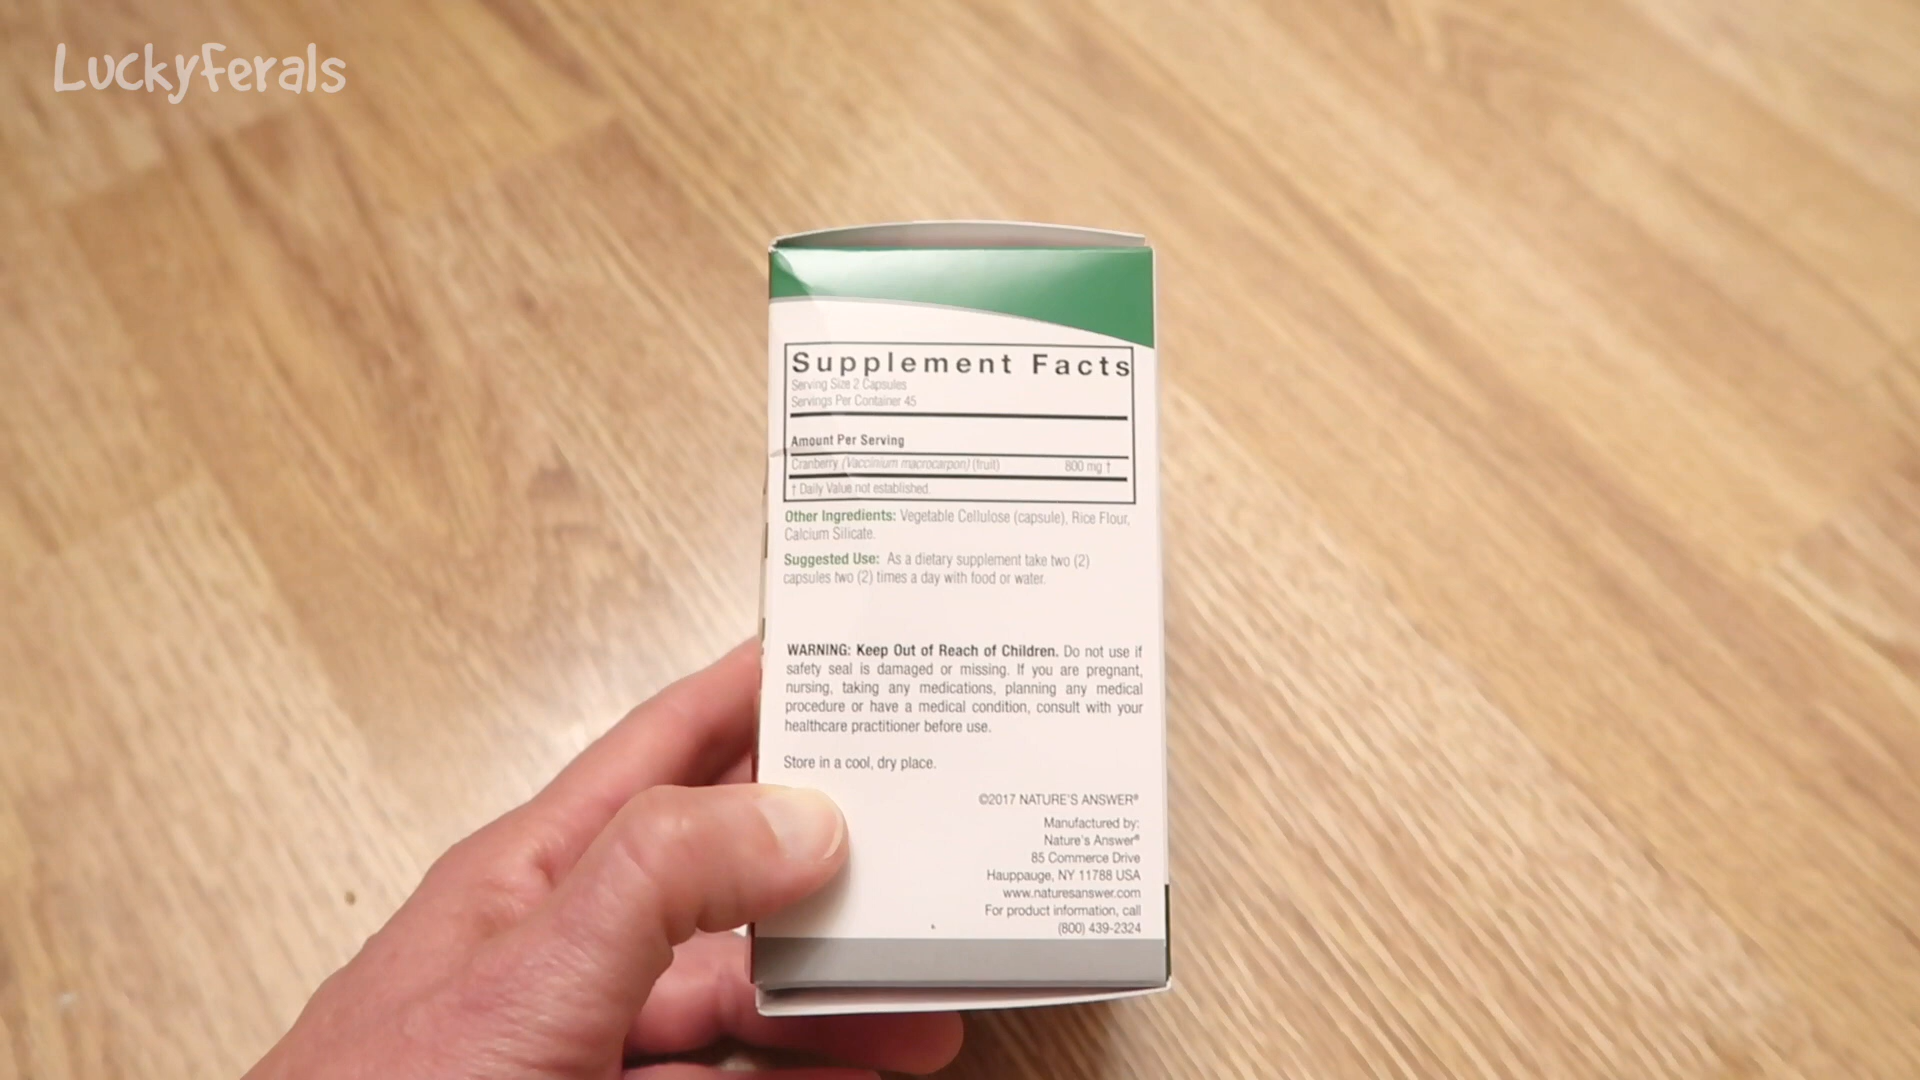 LuckyFerals
Supplement Facts
Serving Size 2 Capsules
Servings Per Container 45
Amount Per Serving
Cranberry (Vaccinium macrocarpon) (fruit) 800 mg †
† Daily Value not established.
Other Ingredients: Vegetable Cellulose (capsule), Rice Flour,
Calcium Silicate.
Suggested Use: As a dietary supplement take two (2)
capsules two (2) times a day with food or water.
WARNING: Keep Out of Reach of Children. Do not use if
safety seal is damaged or missing. If you are pregnant,
nursing, taking any medications, planning any medical
procedure or have a medical condition, consult with your
healthcare practitioner before use.
Store in a cool, dry place.
©2017 NATURE'S ANSWER®
Manufactured by:
Nature's Answer®
85 Commerce Drive
Hauppauge, NY 11788 USA
www.naturesanswer.com
For product information, call
(800) 439-2324